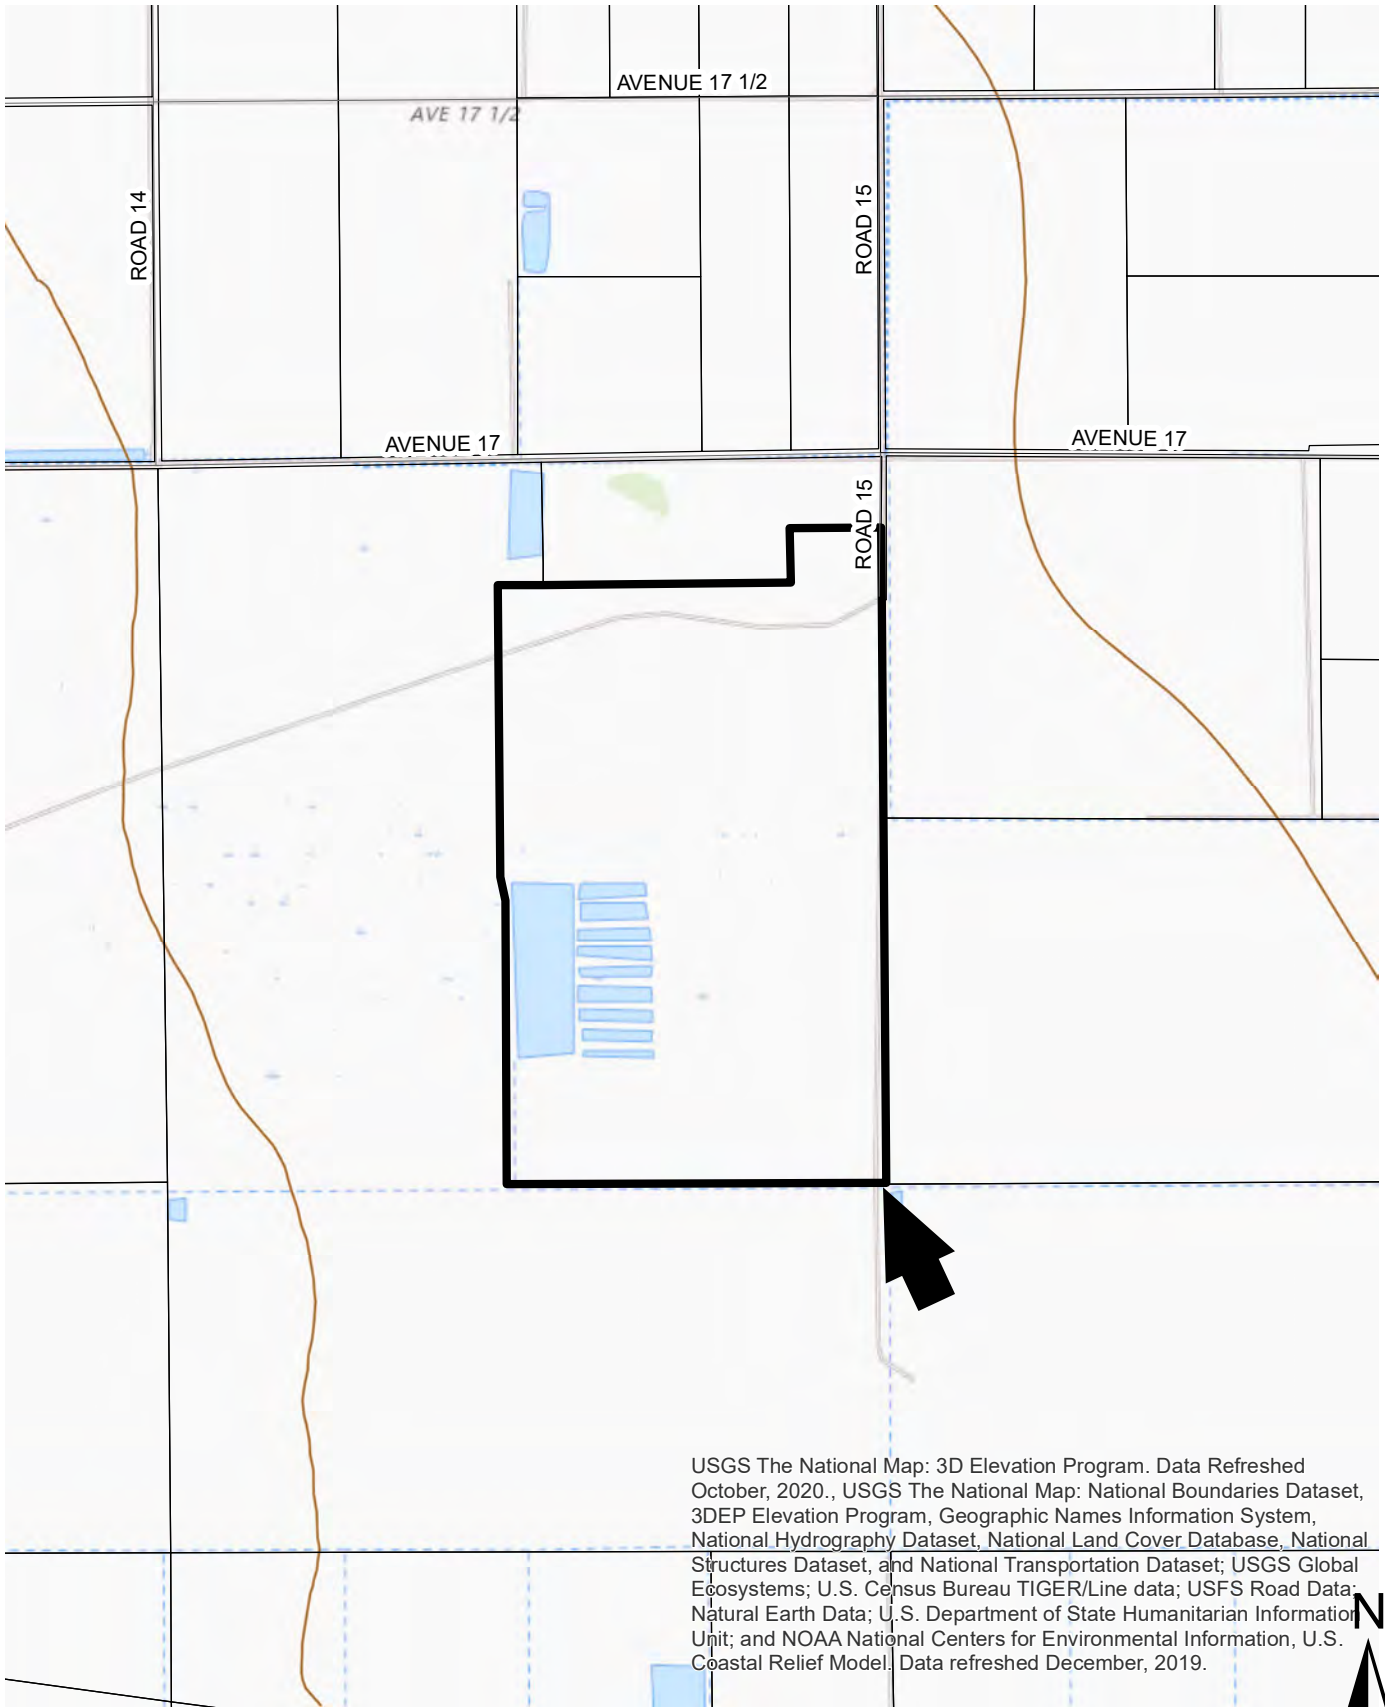 AVENUE 17 1/2
AVE 17 1/2
ROAD 14
ROAD 15
AVENUE 17
AVENUE 17
ROAD 15
USGS The National Map: 3D Elevation Program. Data Refreshed
October, 2020., USGS The National Map: National Boundaries Dataset,
3DEP Elevation Program, Geographic Names Information System,
National Hydrography Dataset, National Land Cover Database, National
Structures Dataset, and National Transportation Dataset; USGS Global
Ecosystems; U.S. Census Bureau TIGER/Line data; USFS Road Data;
Natural Earth Data; U.S. Department of State Humanitarian Information
Unit; and NOAA National Centers for Environmental Information, U.S.
Coastal Relief Model. Data refreshed December, 2019.
N